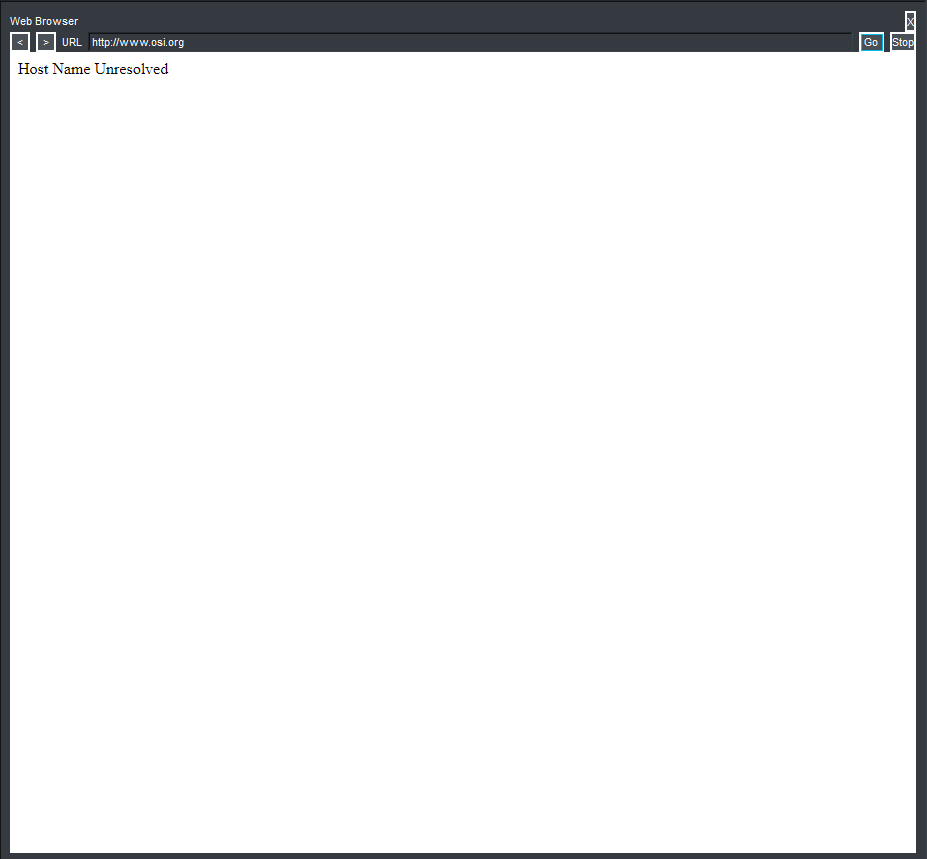 Web Browser X
< > URL http://www.osi.org Go Stop
Host Name Unresolved